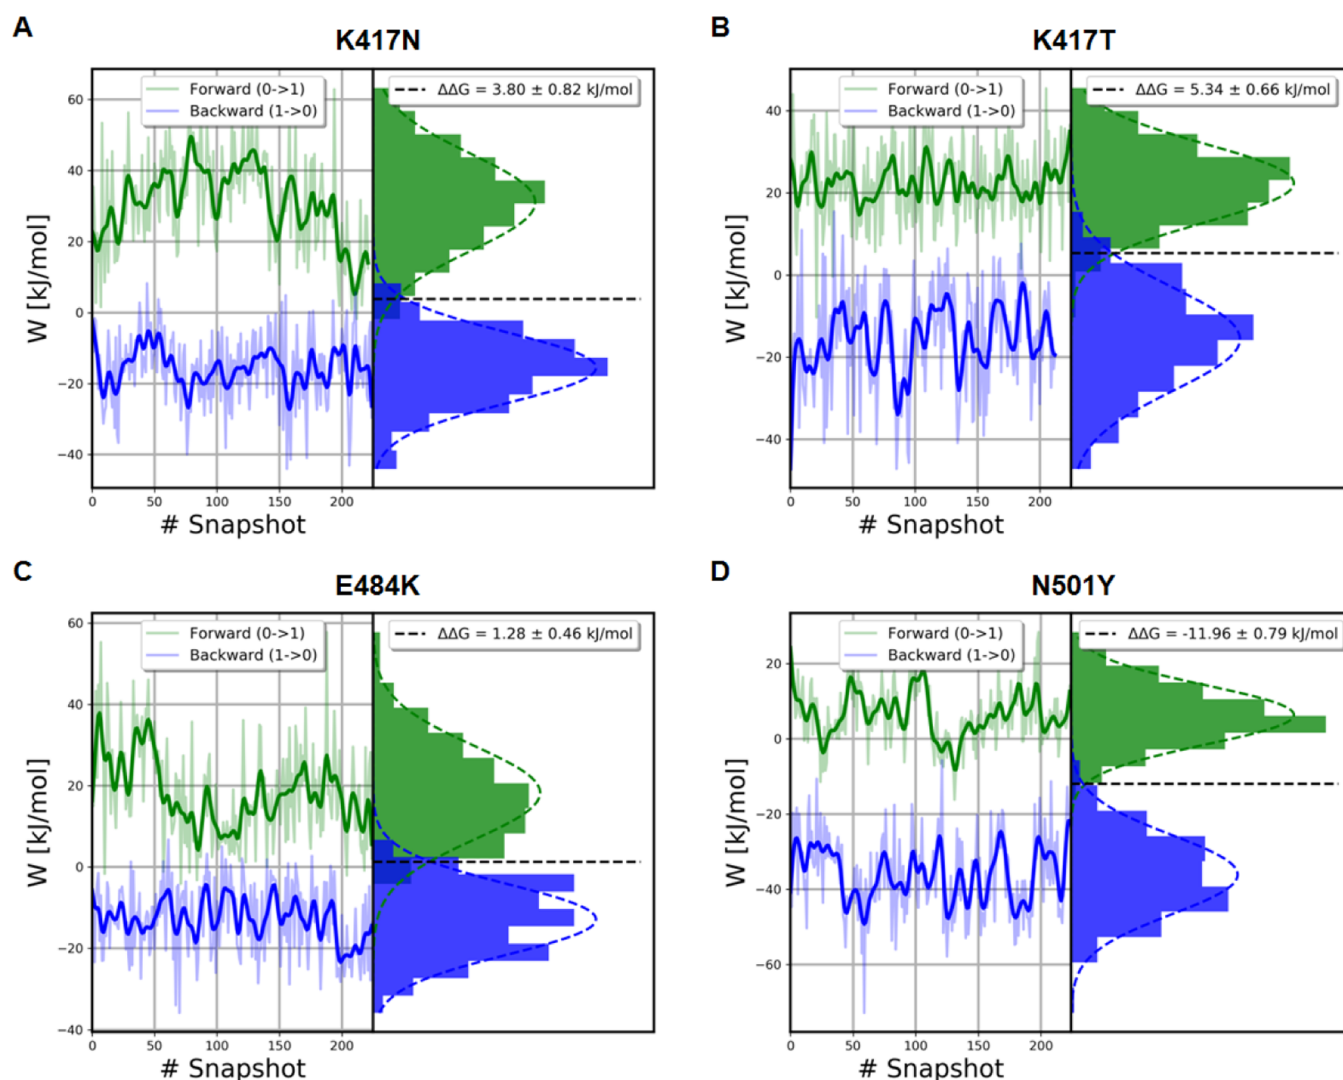 A
K417N
Forward (0->1)
Backward (1->0)
ΔΔG = 3.80 ± 0.82 kJ/mol
W [kJ/mol]
60
40
20
0
−20
−40
0 50 100 150 200
# Snapshot
B
K417T
Forward (0->1)
Backward (1->0)
ΔΔG = 5.34 ± 0.66 kJ/mol
W [kJ/mol]
40
20
0
−20
−40
0 50 100 150 200
# Snapshot
C
E484K
Forward (0->1)
Backward (1->0)
ΔΔG = 1.28 ± 0.46 kJ/mol
W [kJ/mol]
60
40
20
0
−20
−40
0 50 100 150 200
# Snapshot
D
N501Y
Forward (0->1)
Backward (1->0)
ΔΔG = -11.96 ± 0.79 kJ/mol
W [kJ/mol]
20
0
−20
−40
−60
0 50 100 150 200
# Snapshot